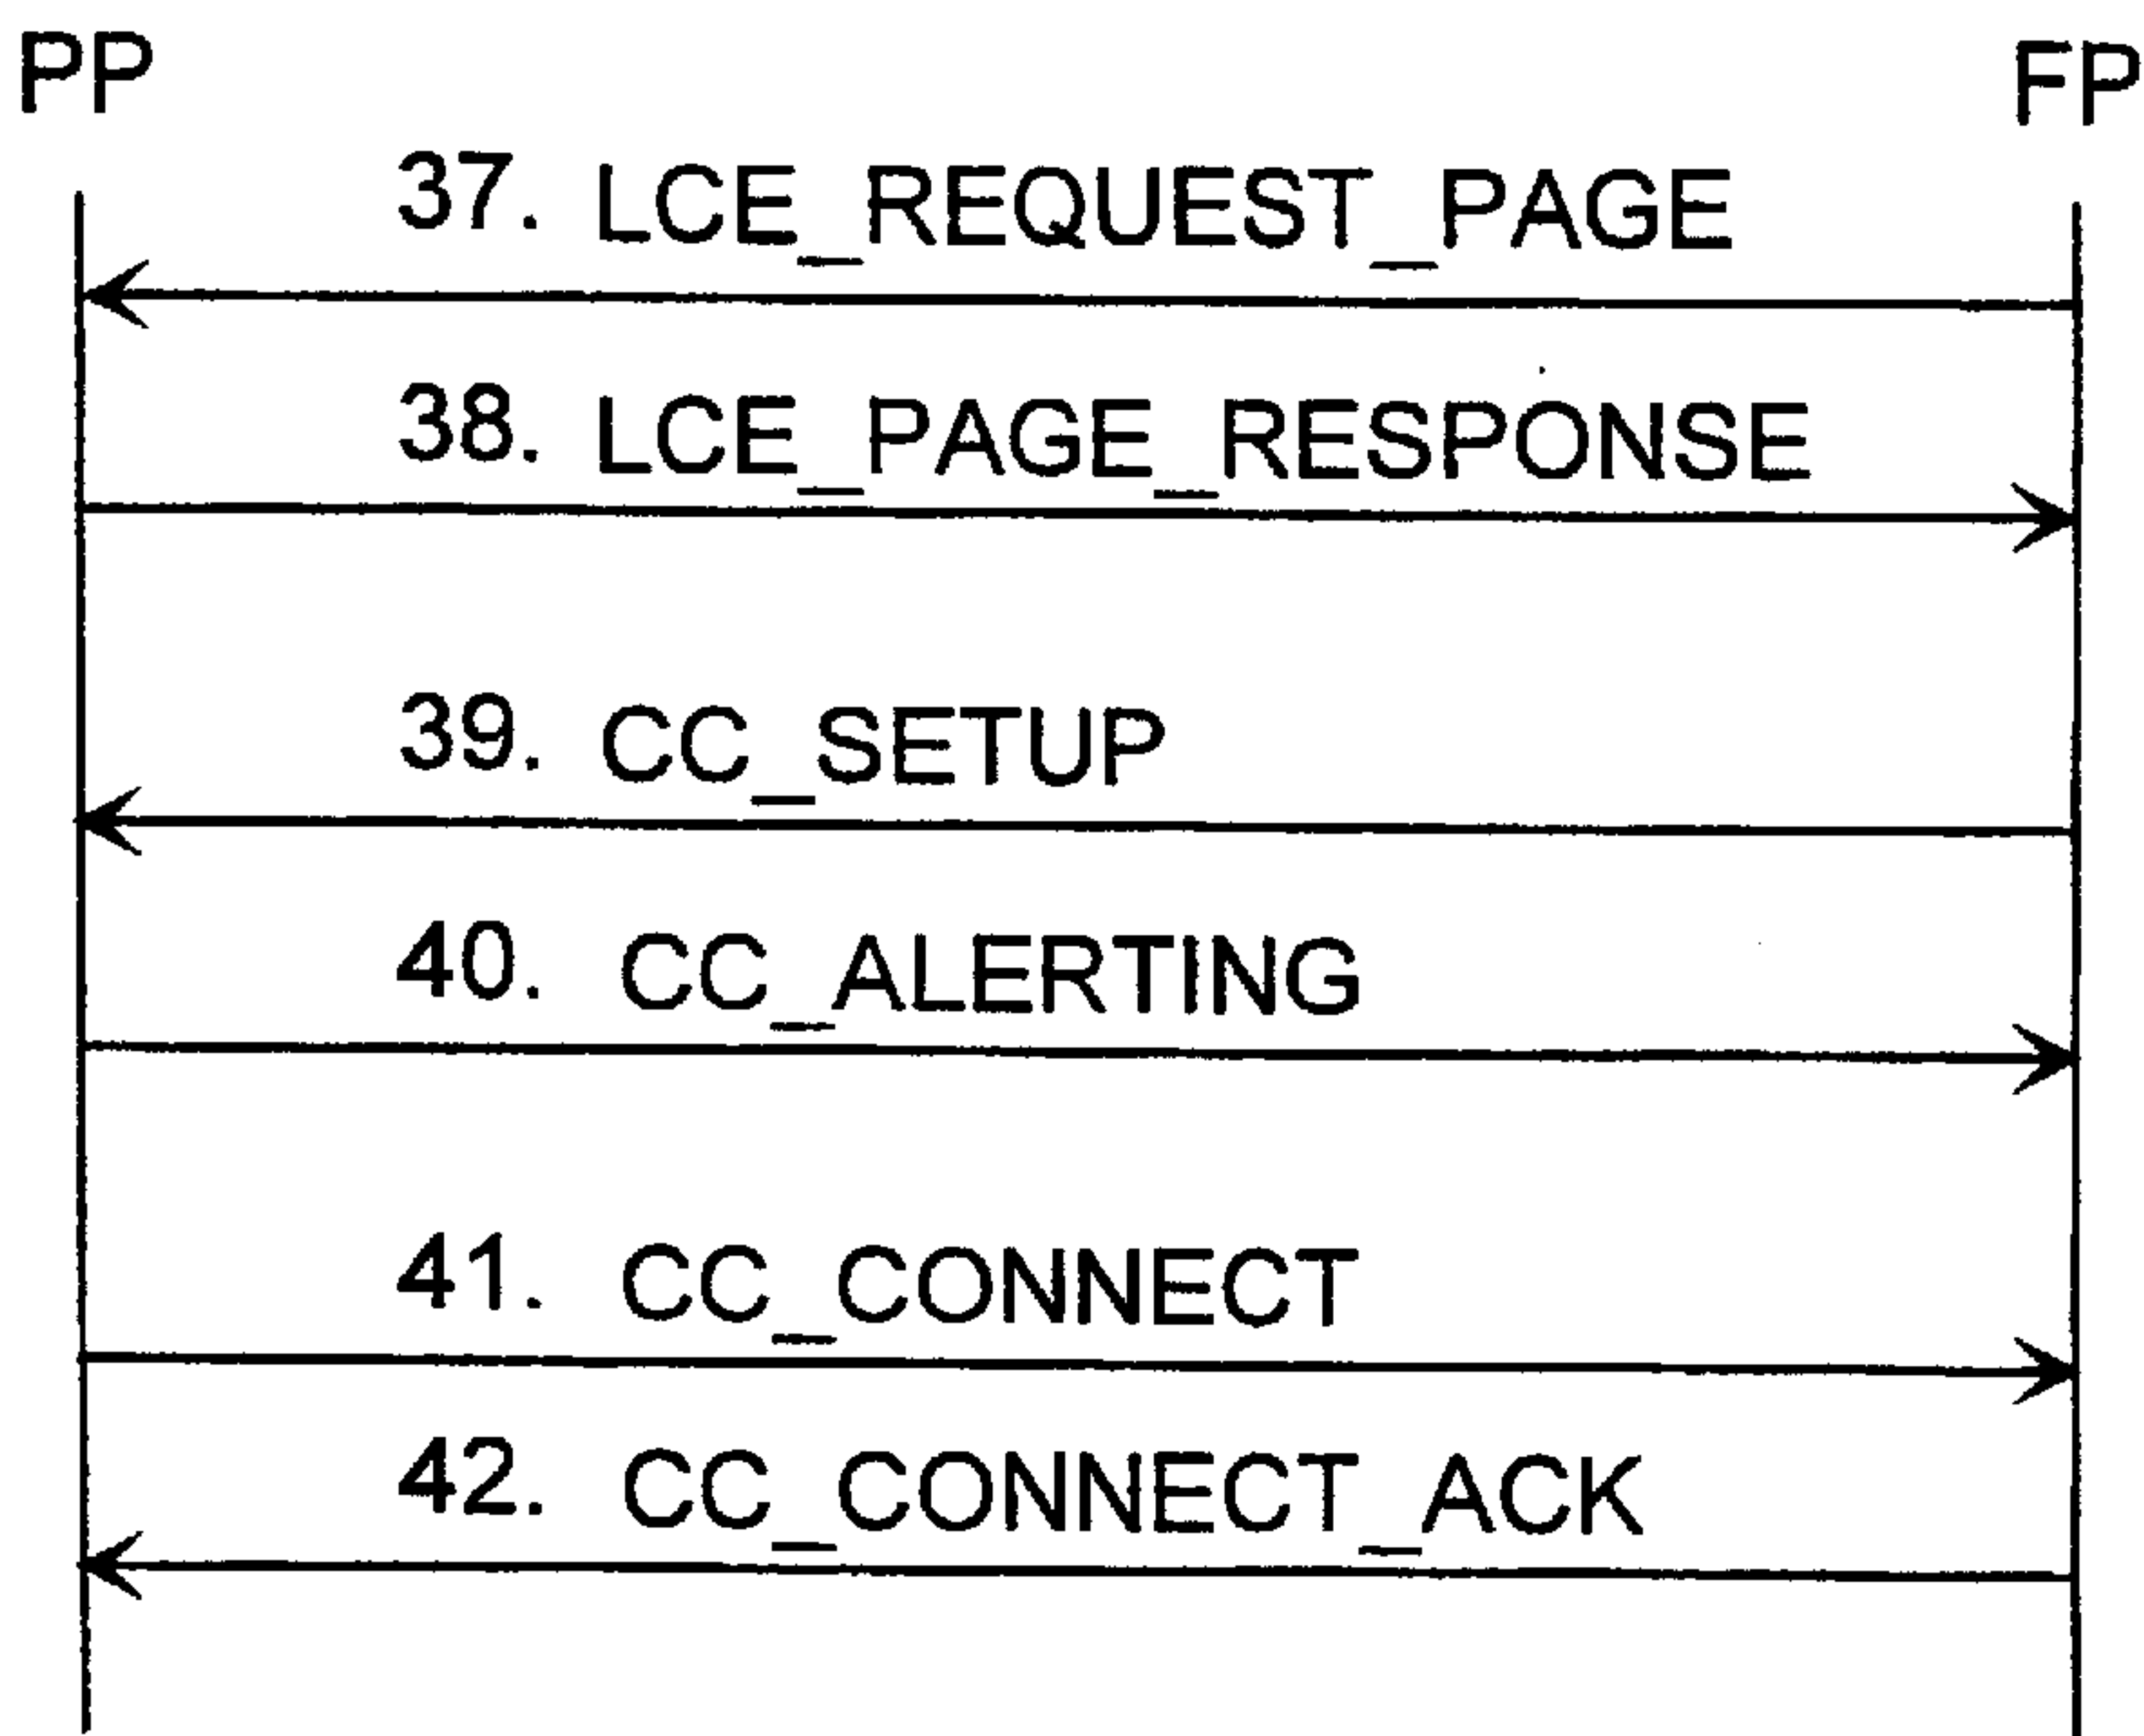 PP FP
37. LCE_REQUEST_PAGE
38. LCE_PAGE_RESPONSE
39. CC_SETUP
40. CC_ALERTING
41. CC_CONNECT
42. CC_CONNECT_ACK